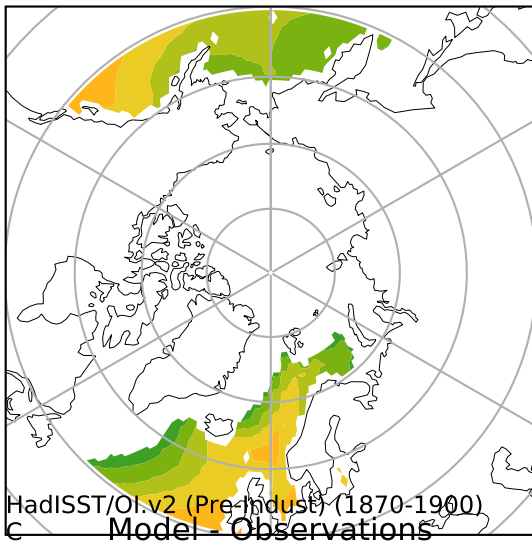 HadISST/OI.v2 (Pre-Indust) (1870-1900)
C Model - Observations